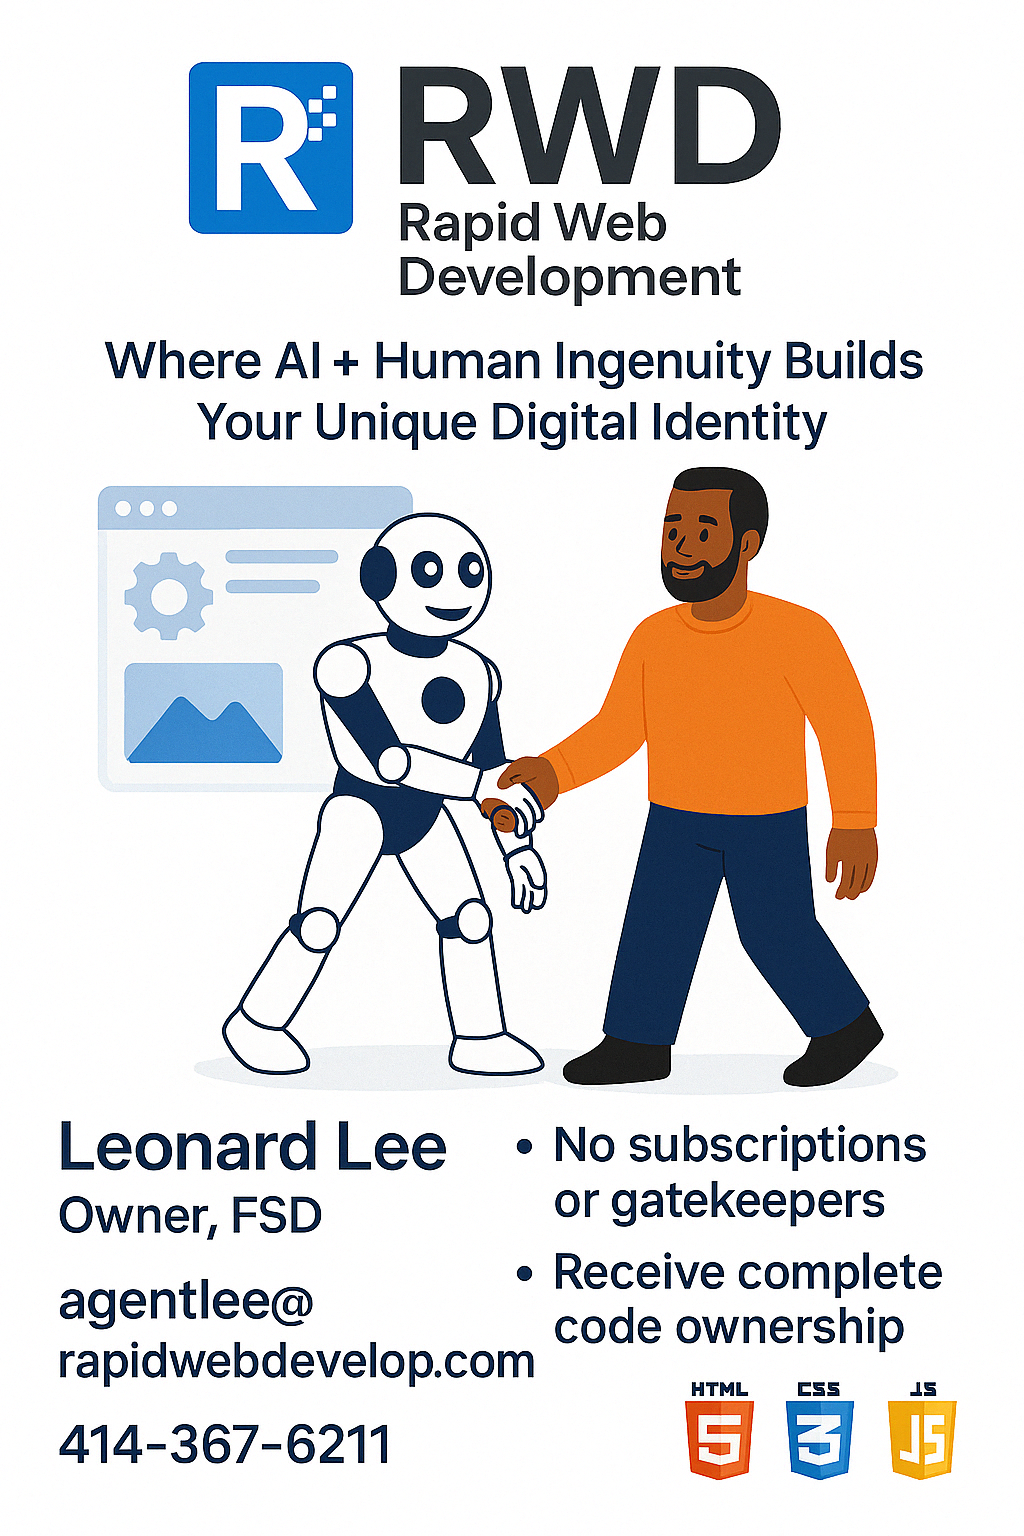 R
RWD
Rapid Web
Development
Where AI + Human Ingenuity Builds
Your Unique Digital Identity
Leonard Lee
Owner, FSD
agentlee@
rapidwebdevelop.com
414-367-6211
• No subscriptions
or gatekeepers
• Receive complete
code ownership
HTML CSS JS
5 3 JS